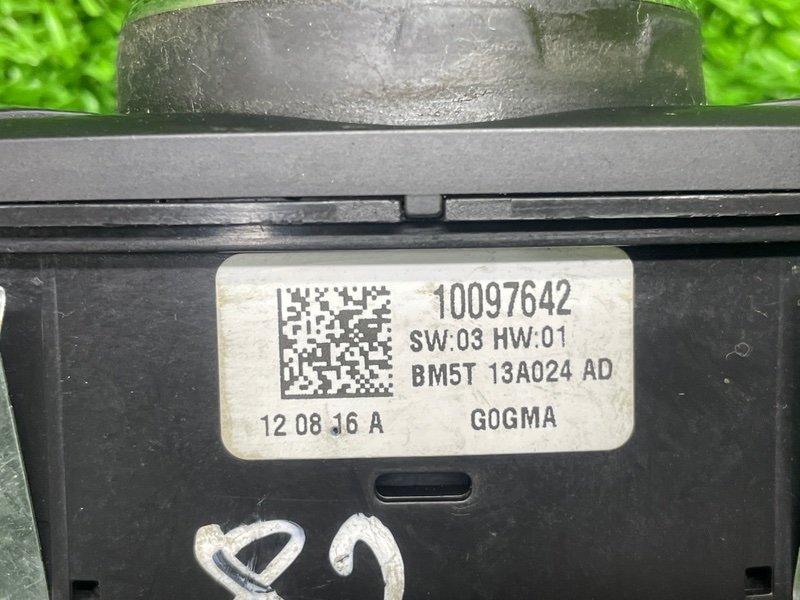 10097642
SW:03 HW:01
BM5T 13A024 AD
12 08 16 A G0GMA